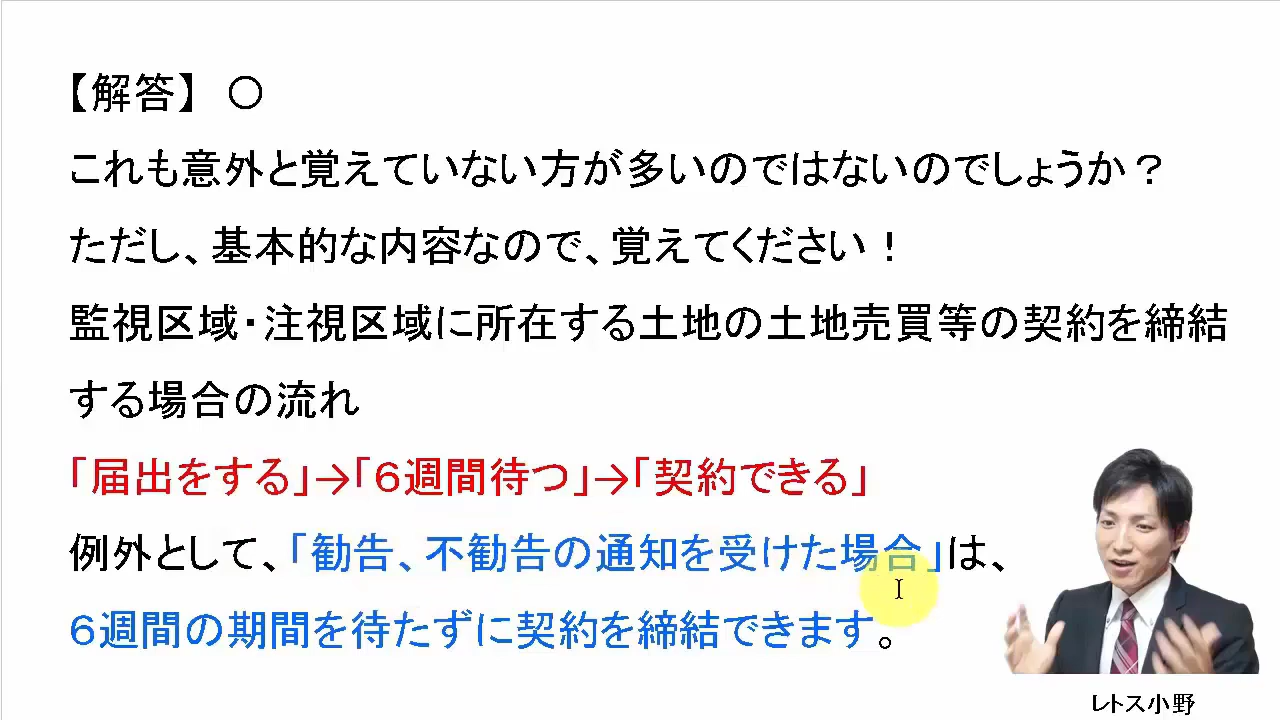 【解答】 〇
これも意外と覚えていない方が多いのではないのでしょうか？
ただし、基本的な内容なので、覚えてください！
監視区域・注視区域に所在する土地の土地売買等の契約を締結
する場合の流れ
「届出をする」→「６週間待つ」→「契約できる」
例外として、「勧告、不勧告の通知を受けた場合」は、
６週間の期間を待たずに契約を締結できます。
レトス小野